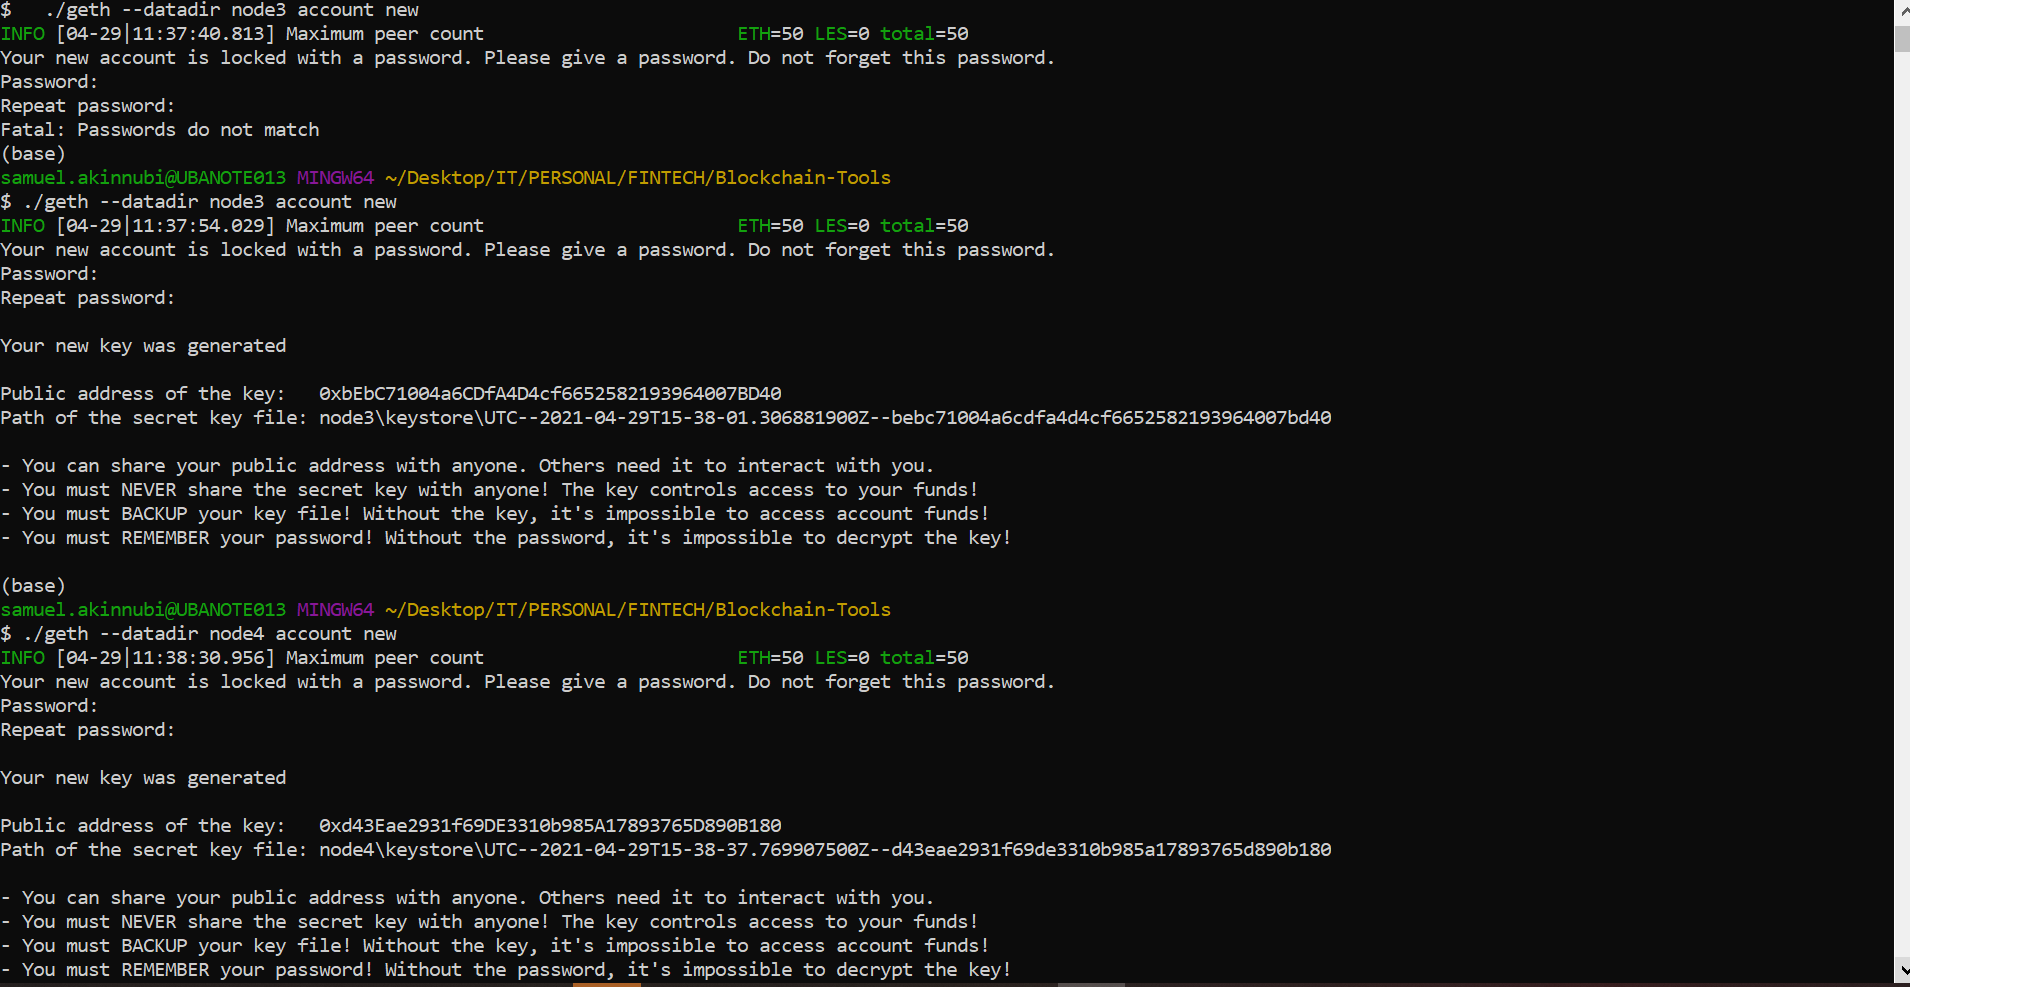 $   ./geth --datadir node3 account new
INFO [04-29|11:37:40.813] Maximum peer count                       ETH=50 LES=0 total=50
Your new account is locked with a password. Please give a password. Do not forget this password.
Password:
Repeat password:
Fatal: Passwords do not match
(base)
samuel.akinnubi@UBANOTE013 MINGW64 ~/Desktop/IT/PERSONAL/FINTECH/Blockchain-Tools
$ ./geth --datadir node3 account new
INFO [04-29|11:37:54.029] Maximum peer count                       ETH=50 LES=0 total=50
Your new account is locked with a password. Please give a password. Do not forget this password.
Password:
Repeat password:
Your new key was generated
Public address of the key:   0xbEbC71004a6CDfA4D4cf6652582193964007BD40
Path of the secret key file: node3\keystore\UTC--2021-04-29T15-38-01.306881900Z--bebc71004a6cdfa4d4cf6652582193964007bd40
- You can share your public address with anyone. Others need it to interact with you.
- You must NEVER share the secret key with anyone! The key controls access to your funds!
- You must BACKUP your key file! Without the key, it's impossible to access account funds!
- You must REMEMBER your password! Without the password, it's impossible to decrypt the key!
(base)
samuel.akinnubi@UBANOTE013 MINGW64 ~/Desktop/IT/PERSONAL/FINTECH/Blockchain-Tools
$ ./geth --datadir node4 account new
INFO [04-29|11:38:30.956] Maximum peer count                       ETH=50 LES=0 total=50
Your new account is locked with a password. Please give a password. Do not forget this password.
Password:
Repeat password:
Your new key was generated
Public address of the key:   0xd43Eae2931f69DE3310b985A17893765D890B180
Path of the secret key file: node4\keystore\UTC--2021-04-29T15-38-37.769907500Z--d43eae2931f69de3310b985a17893765d890b180
- You can share your public address with anyone. Others need it to interact with you.
- You must NEVER share the secret key with anyone! The key controls access to your funds!
- You must BACKUP your key file! Without the key, it's impossible to access account funds!
- You must REMEMBER your password! Without the password, it's impossible to decrypt the key!